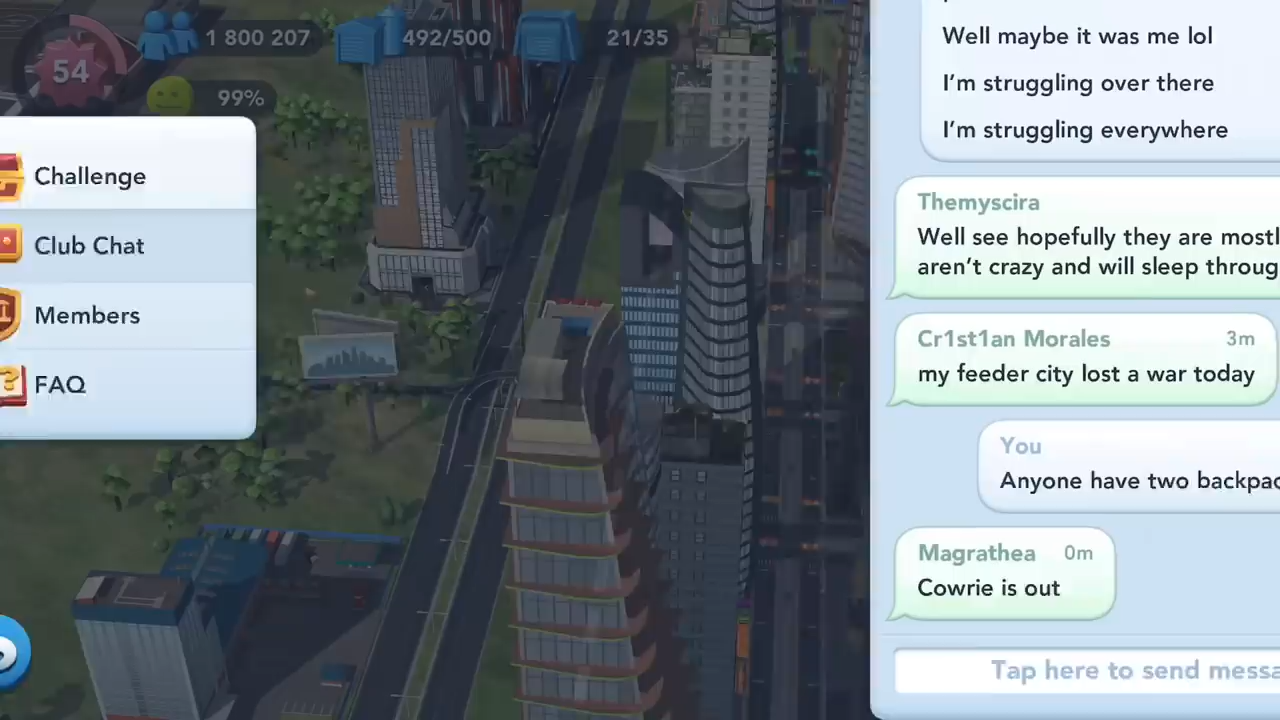 54
1 800 207
492/500
21/35
99%
Challenge
Club Chat
Members
FAQ
Well maybe it was me lol
I'm struggling over there
I'm struggling everywhere
Themyscira
Well see hopefully they are mostl
aren't crazy and will sleep throug
Cr1st1an Morales 3m
my feeder city lost a war today
You
Anyone have two backpac
Magrathea 0m
Cowrie is out
Tap here to send messa